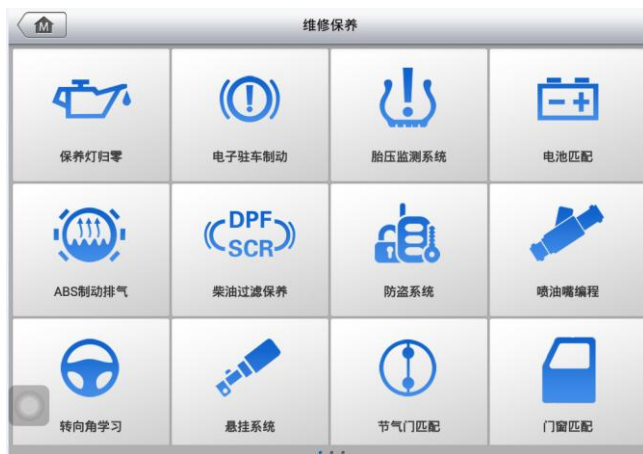 M
维修保养
保养灯归零
电子驻车制动
胎压监测系统
电池匹配
DPF
SCR
ABS制动排气
柴油过滤保养
防盗系统
喷油嘴编程
转向角学习
悬挂系统
节气门匹配
门窗匹配